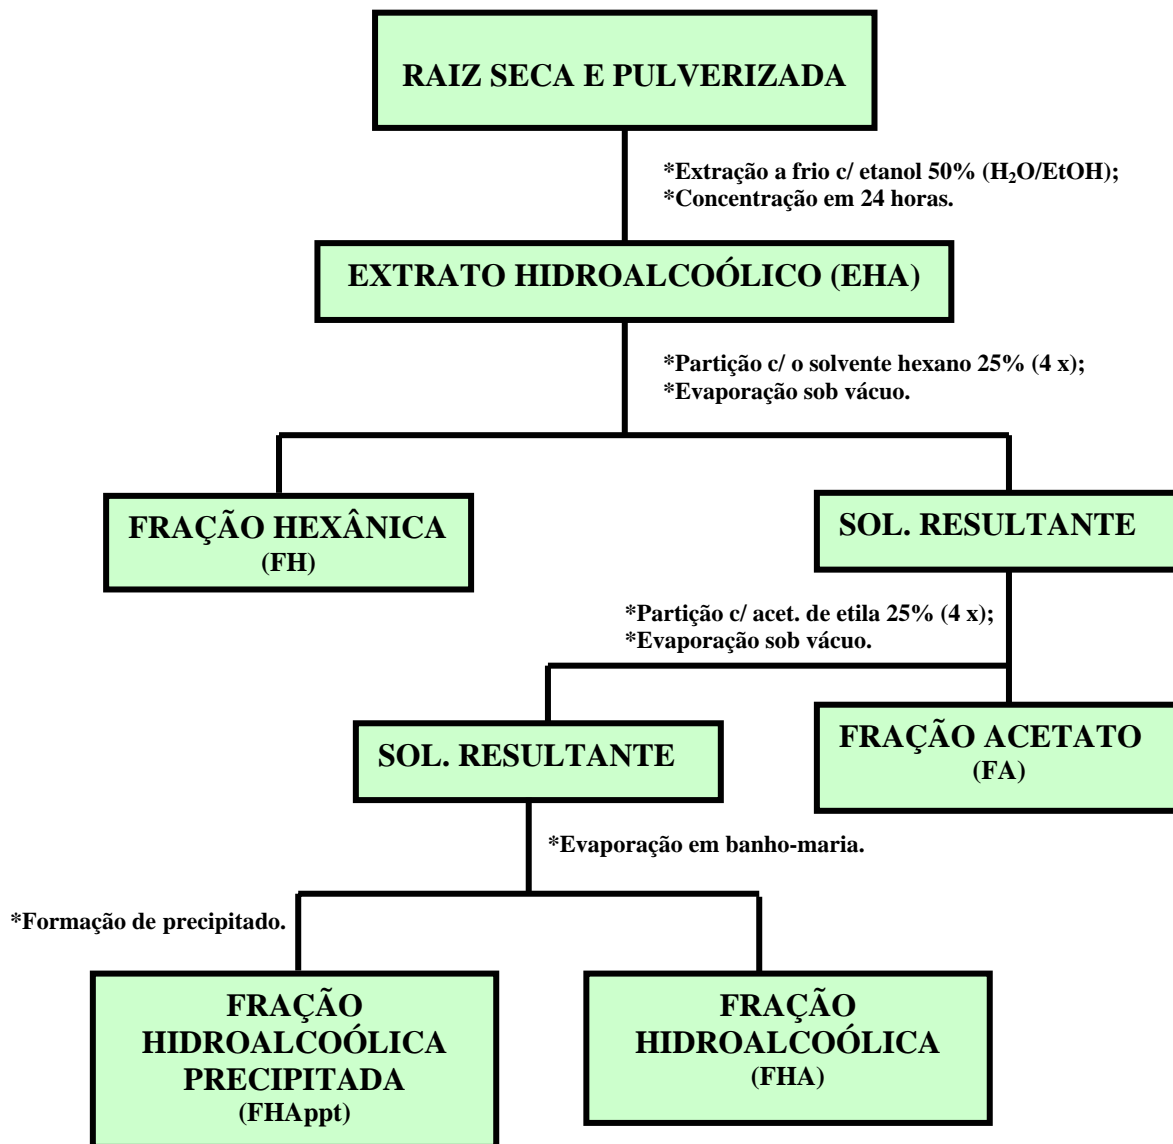 RAIZ SECA E PULVERIZADA
*Extração a frio c/ etanol 50% (H₂O/EtOH);
*Concentração em 24 horas.
EXTRATO HIDROALCOÓLICO (EHA)
*Partição c/ o solvente hexano 25% (4 x);
*Evaporação sob vácuo.
FRAÇÃO HEXÂNICA
(FH)
SOL. RESULTANTE
*Partição c/ acet. de etila 25% (4 x);
*Evaporação sob vácuo.
SOL. RESULTANTE
FRAÇÃO ACETATO
(FA)
*Evaporação em banho-maria.
*Formação de precipitado.
FRAÇÃO
HIDROALCOÓLICA
PRECIPITADA
(FHAppt)
FRAÇÃO
HIDROALCOÓLICA
(FHA)